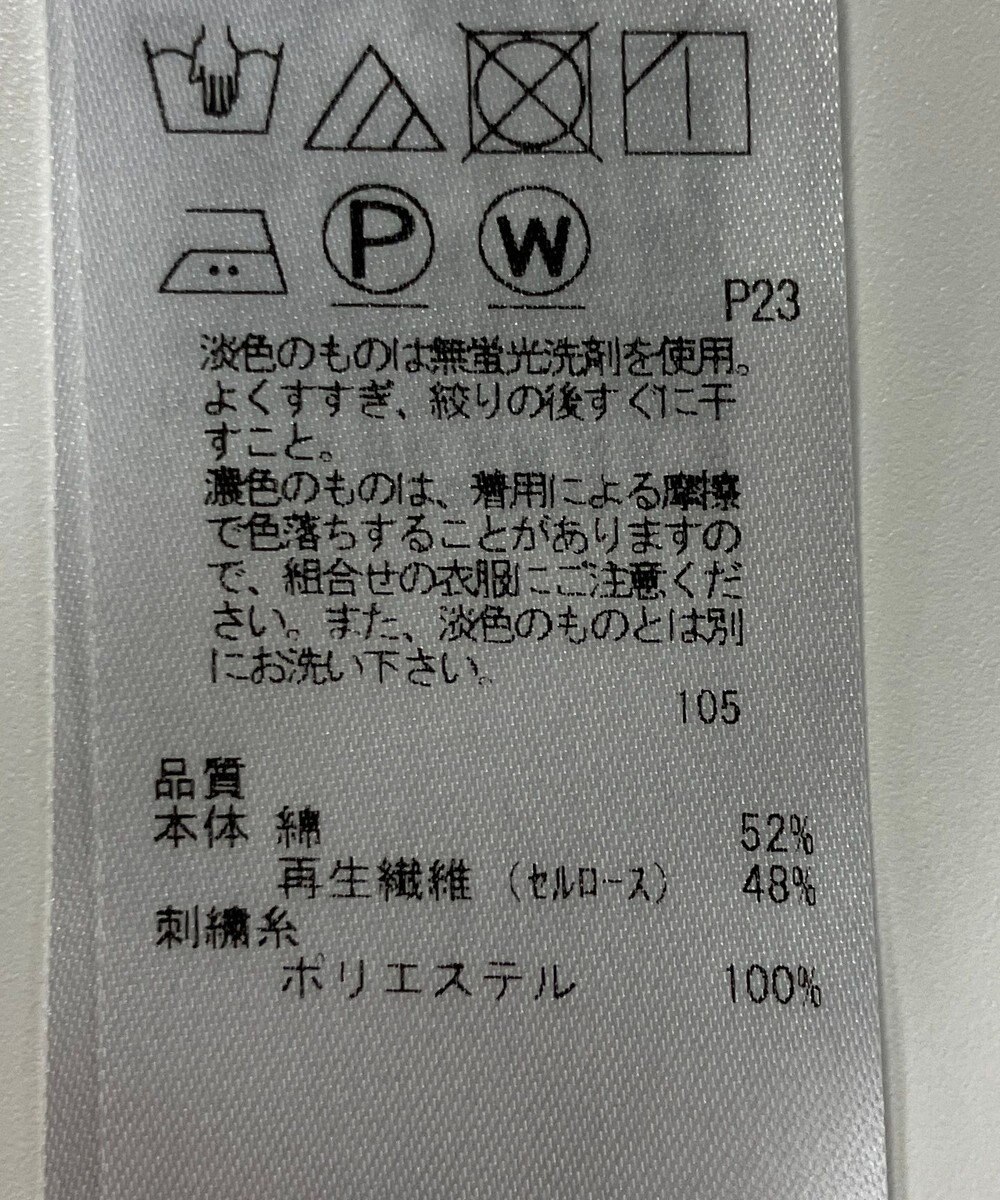 P
W
P23
淡色のものは無蛍光洗剤を使用。
よくすすぎ、絞りの後すぐに干
すこと。
濃色のものは、着用による摩擦
で色落ちすることがありますの
で、組合せの衣服にご注意くだ
さい。また、淡色のものとは別
にお洗い下さい。
105
品質
本体 綿 52%
再生繊維 (セルロース) 48%
刺繍糸
ポリエステル 100%